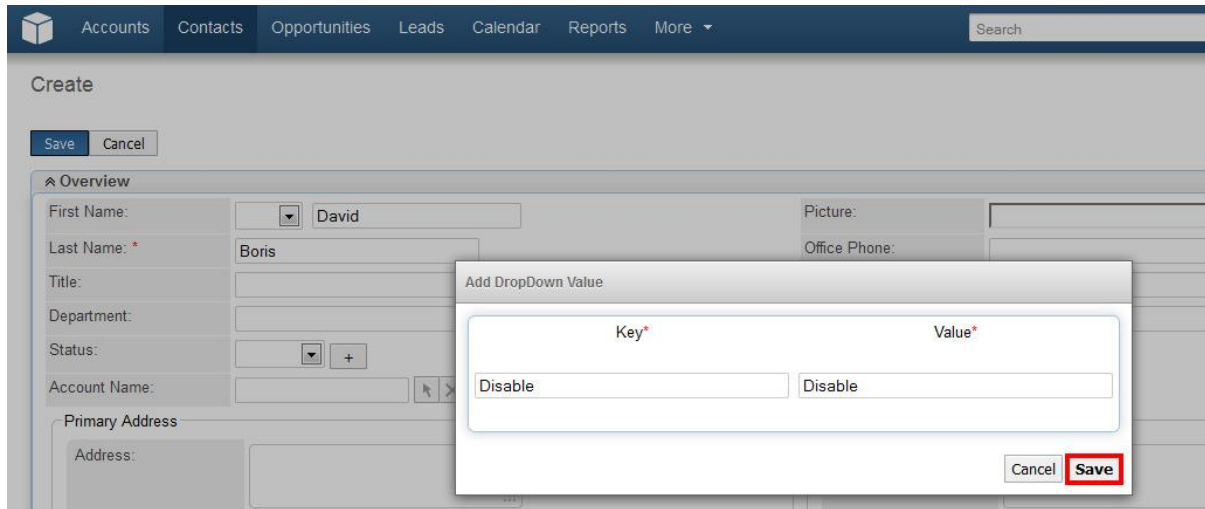 Accounts Contacts Opportunities Leads Calendar Reports More Search
Create
Save Cancel
Overview
First Name: David Picture:
Last Name: * Boris Office Phone:
Title:
Add DropDown Value
Department:
Key* Value*
Status: +
Account Name: Disable Disable
Primary Address
Address:
Cancel Save